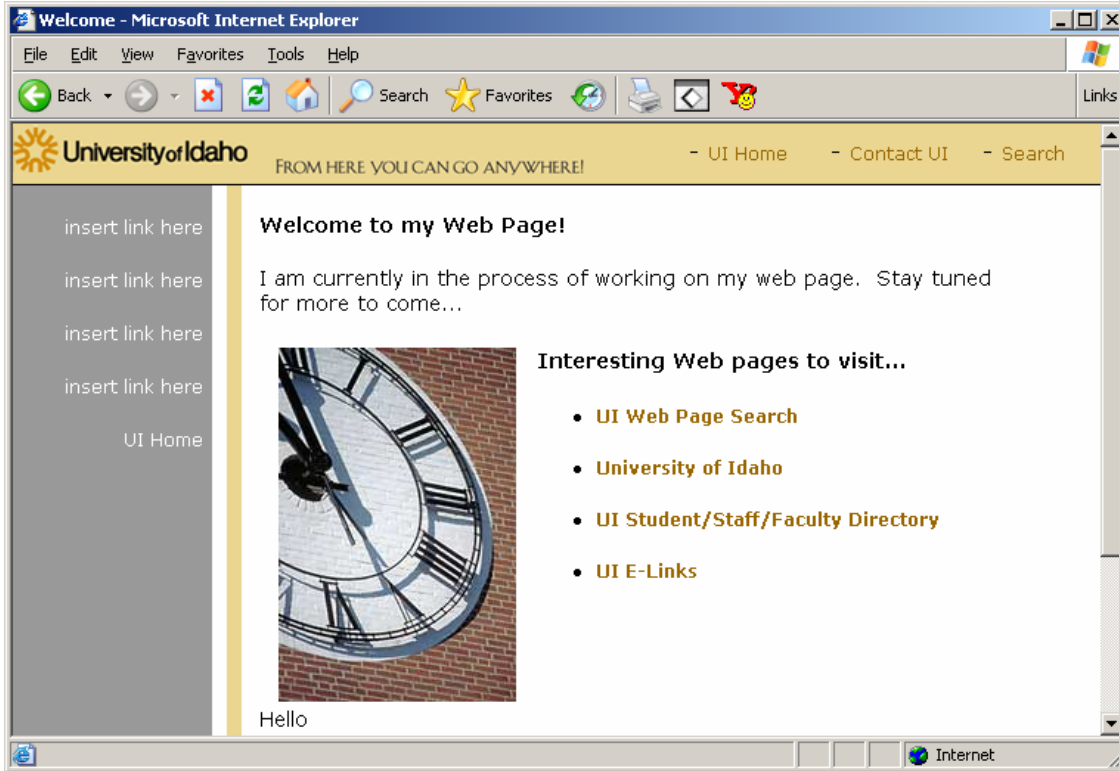 Welcome - Microsoft Internet Explorer
File Edit View Favorites Tools Help
Back Search Favorites Links
University of Idaho FROM HERE YOU CAN GO ANYWHERE! - UI Home - Contact UI - Search
insert link here
insert link here
insert link here
insert link here
UI Home
Welcome to my Web Page!
I am currently in the process of working on my web page. Stay tuned
for more to come...
Interesting Web pages to visit...
• UI Web Page Search
• University of Idaho
• UI Student/Staff/Faculty Directory
• UI E-Links
Hello
Internet